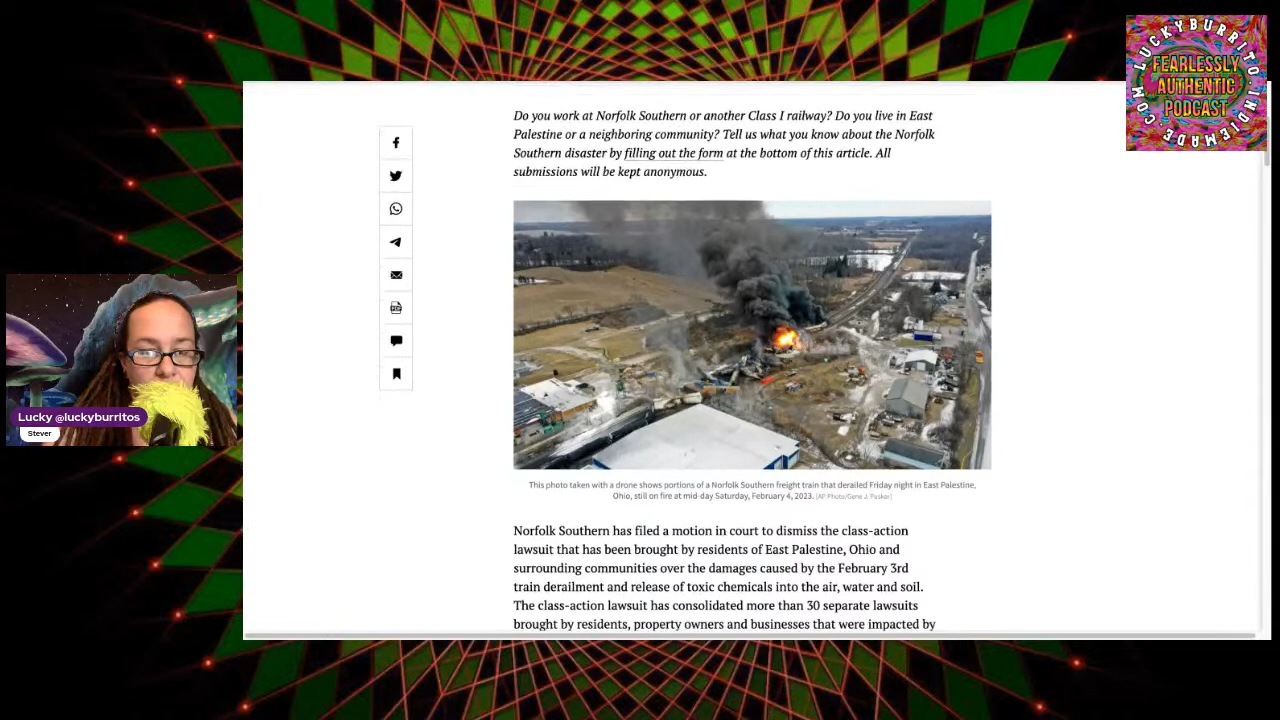 LUCKYBURRITO.INDIEMADE.COM
FEARLESSLY
AUTHENTIC
PODCAST
Do you work at Norfolk Southern or another Class I railway? Do you live in East
Palestine or a neighboring community? Tell us what you know about the Norfolk
Southern disaster by filling out the form at the bottom of this article. All
submissions will be kept anonymous.
PDF
This photo taken with a drone shows portions of a Norfolk Southern freight train that derailed Friday night in East Palestine,
Ohio, still on fire at mid-day Saturday, February 4, 2023. [AP Photo/Gene J. Puskar]
Lucky @luckyburritos
Stever
Norfolk Southern has filed a motion in court to dismiss the class-action
lawsuit that has been brought by residents of East Palestine, Ohio and
surrounding communities over the damages caused by the February 3rd
train derailment and release of toxic chemicals into the air, water and soil.
The class-action lawsuit has consolidated more than 30 separate lawsuits
brought by residents, property owners and businesses that were impacted by